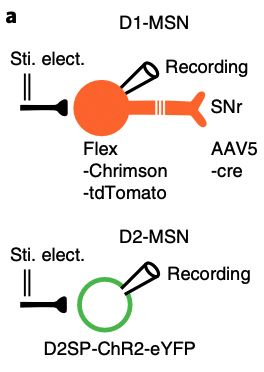 a
D1-MSN
Sti. elect.
Recording
SNr
Flex
-Chrimson
-tdTomato
AAV5
-cre
D2-MSN
Sti. elect.
Recording
D2SP-ChR2-eYFP